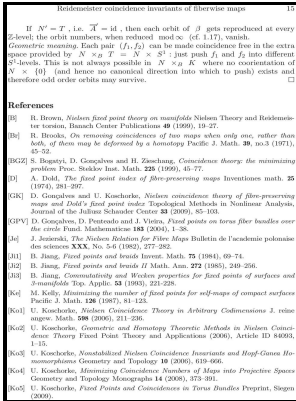 Reidemeister coincidence invariants of fiberwise maps 15
If N' = T , i.e. A⃗' = id , then each orbit of β gets reproduced at every
Z-level; the orbit numbers, when reduced mod ∞ (cf. 1.17), vanish.
Geometric meaning. Each pair (f₁, f₂) can be made coincidence free in the extra
space provided by N ×_B T = N × S¹ : just push f₁ and f₂ into different
S¹-levels. This is not always possible in N ×_B K where no coorientation of
N × {0} (and hence no canonical direction into which to push) exists and
therefore odd order orbits may survive. □
References
[B] R. Brown, Nielsen fixed point theory on manifolds Nielsen Theory and Reidemeis-
ter torsion, Banach Center Publications 49 (1999), 19–27.
[Br] R. Brooks, On removing coincidences of two maps when only one, rather than
both, of them may be deformed by a homotopy Pacific J. Math. 39, no.3 (1971),
45–52.
[BGZ] S. Bogatyi, D. Gonçalves and H. Zieschang, Coincidence theory: the minimizing
problem Proc. Steklov Inst. Math. 225 (1999), 45–77.
[D] A. Dold, The fixed point index of fibre-preserving maps Inventiones math. 25
(1974), 281–297.
[GK] D. Gonçalves and U. Koschorke, Nielsen coincidence theory of fibre-preserving
maps and Dold's fixed point index Topological Methods in Nonlinear Analysis,
Journal of the Juliusz Schauder Center 33 (2009), 85–103.
[GPV] D. Gonçalves, D. Penteado and J. Vieira, Fixed points on torus fiber bundles over
the circle Fund. Mathematicae 183 (2004), 1–38.
[Je] J. Jezierski, The Nielsen Relation for Fibre Maps Bulletin de l'academie polonaise
des sciences XXX, No. 5-6 (1982), 277–282.
[Ji1] B. Jiang, Fixed points and braids Invent. Math. 75 (1984), 69–74.
[Ji2] B. Jiang, Fixed points and braids II Math. Ann. 272 (1985), 249–256.
[Ji3] B. Jiang, Commutativity and Wecken properties for fixed points of surfaces and
3-manifolds Top. Applic. 53 (1993), 221–228.
[K] M. Kelly, Minimizing the number of fixed points for self-maps of compact surfaces
Pacific J. Math. 126 (1987), 81–123.
[Ko1] U. Koschorke, Nielsen Coincidence Theory in Arbitrary Codimensions J. reine
angew. Math. 598 (2006), 211–236.
[Ko2] U. Koschorke, Geometric and Homotopy Theoretic Methods in Nielsen Coinci-
dence Theory Fixed Point Theory and Applications (2006), Article ID 84093,
1–15.
[Ko3] U. Koschorke, Nonstabilized Nielsen Coincidence Invariants and Hopf-Ganea Ho-
momorphisms Geometry and Topology 10 (2006), 619–666.
[Ko4] U. Koschorke, Minimizing Coincidence Numbers of Maps into Projective Spaces
Geometry and Topology Monographs 14 (2008), 373–391.
[Ko5] U. Koschorke, Fixed Points and Coincidences in Torus Bundles Preprint, Siegen
(2009).